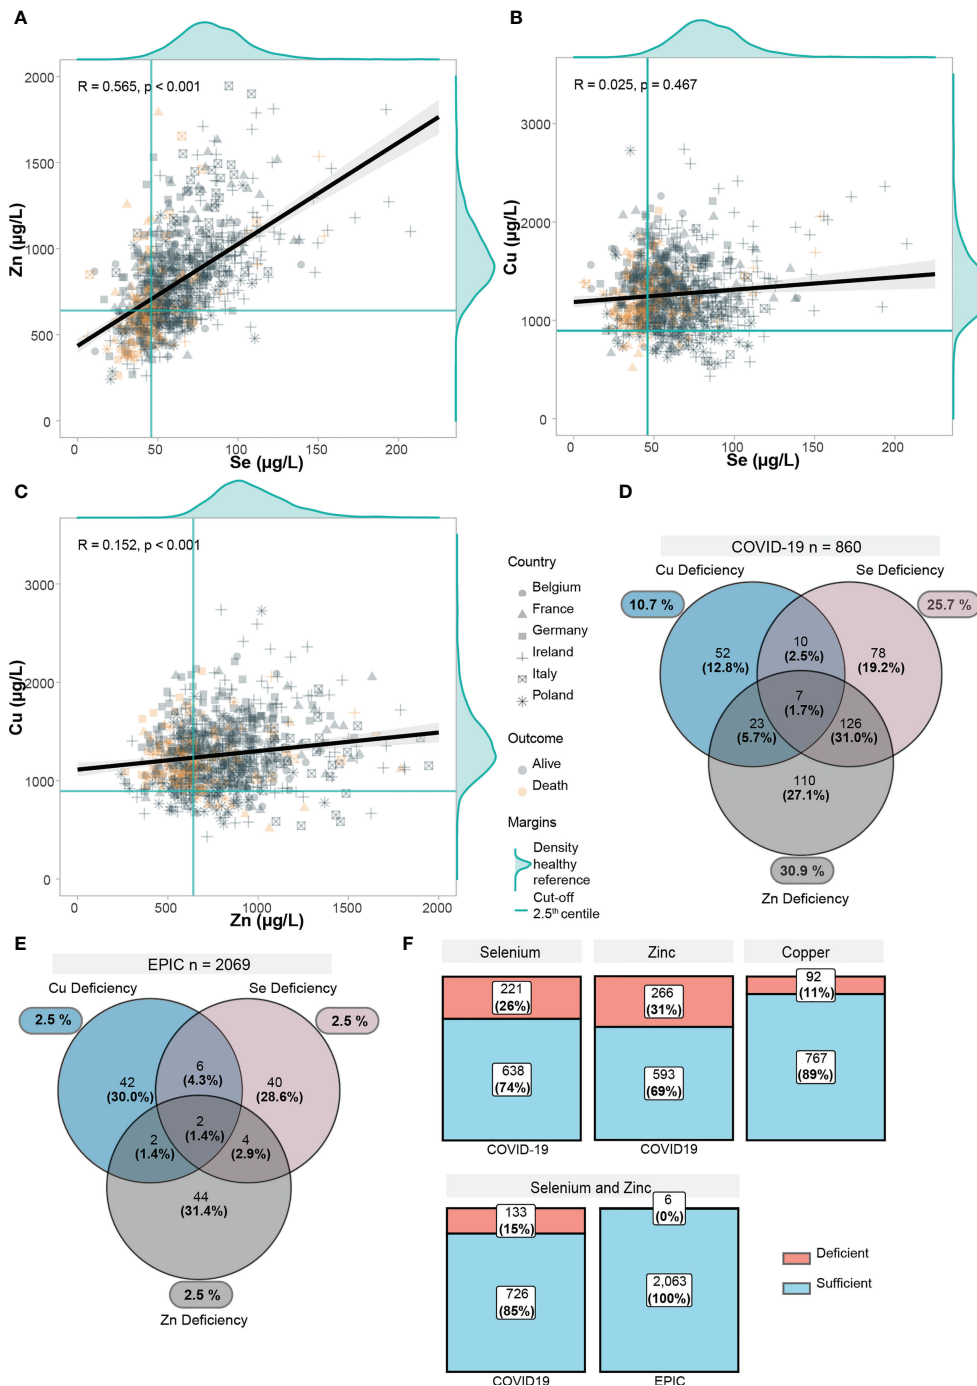 A
R = 0.565, p < 0.001
Zn (µg/L)
2000
1500
1000
500
0
0 50 100 150 200
Se (µg/L)
B
R = 0.025, p = 0.467
Cu (µg/L)
3000
2000
1000
0
0 50 100 150 200
Se (µg/L)
C
R = 0.152, p < 0.001
Cu (µg/L)
3000
2000
1000
0
0 500 1000 1500 2000
Zn (µg/L)
Country
Belgium
France
Germany
Ireland
Italy
Poland
Outcome
Alive
Death
Margins
Density
healthy
reference
Cut-off
2.5th centile
D
COVID-19 n = 860
Cu Deficiency Se Deficiency
10.7 % 25.7 %
52
(12.8%)
10
(2.5%)
78
(19.2%)
7
(1.7%)
23
(5.7%)
126
(31.0%)
110
(27.1%)
30.9 %
Zn Deficiency
E
EPIC n = 2069
Cu Deficiency Se Deficiency
2.5 % 2.5 %
42
(30.0%)
6
(4.3%)
40
(28.6%)
2
(1.4%)
2
(1.4%)
4
(2.9%)
44
(31.4%)
2.5 %
Zn Deficiency
F
Selenium
221
(26%)
638
(74%)
COVID-19
Zinc
266
(31%)
593
(69%)
COVID19
Copper
92
(11%)
767
(89%)
Selenium and Zinc
133
(15%)
726
(85%)
COVID19
6
(0%)
2,063
(100%)
EPIC
Deficient
Sufficient